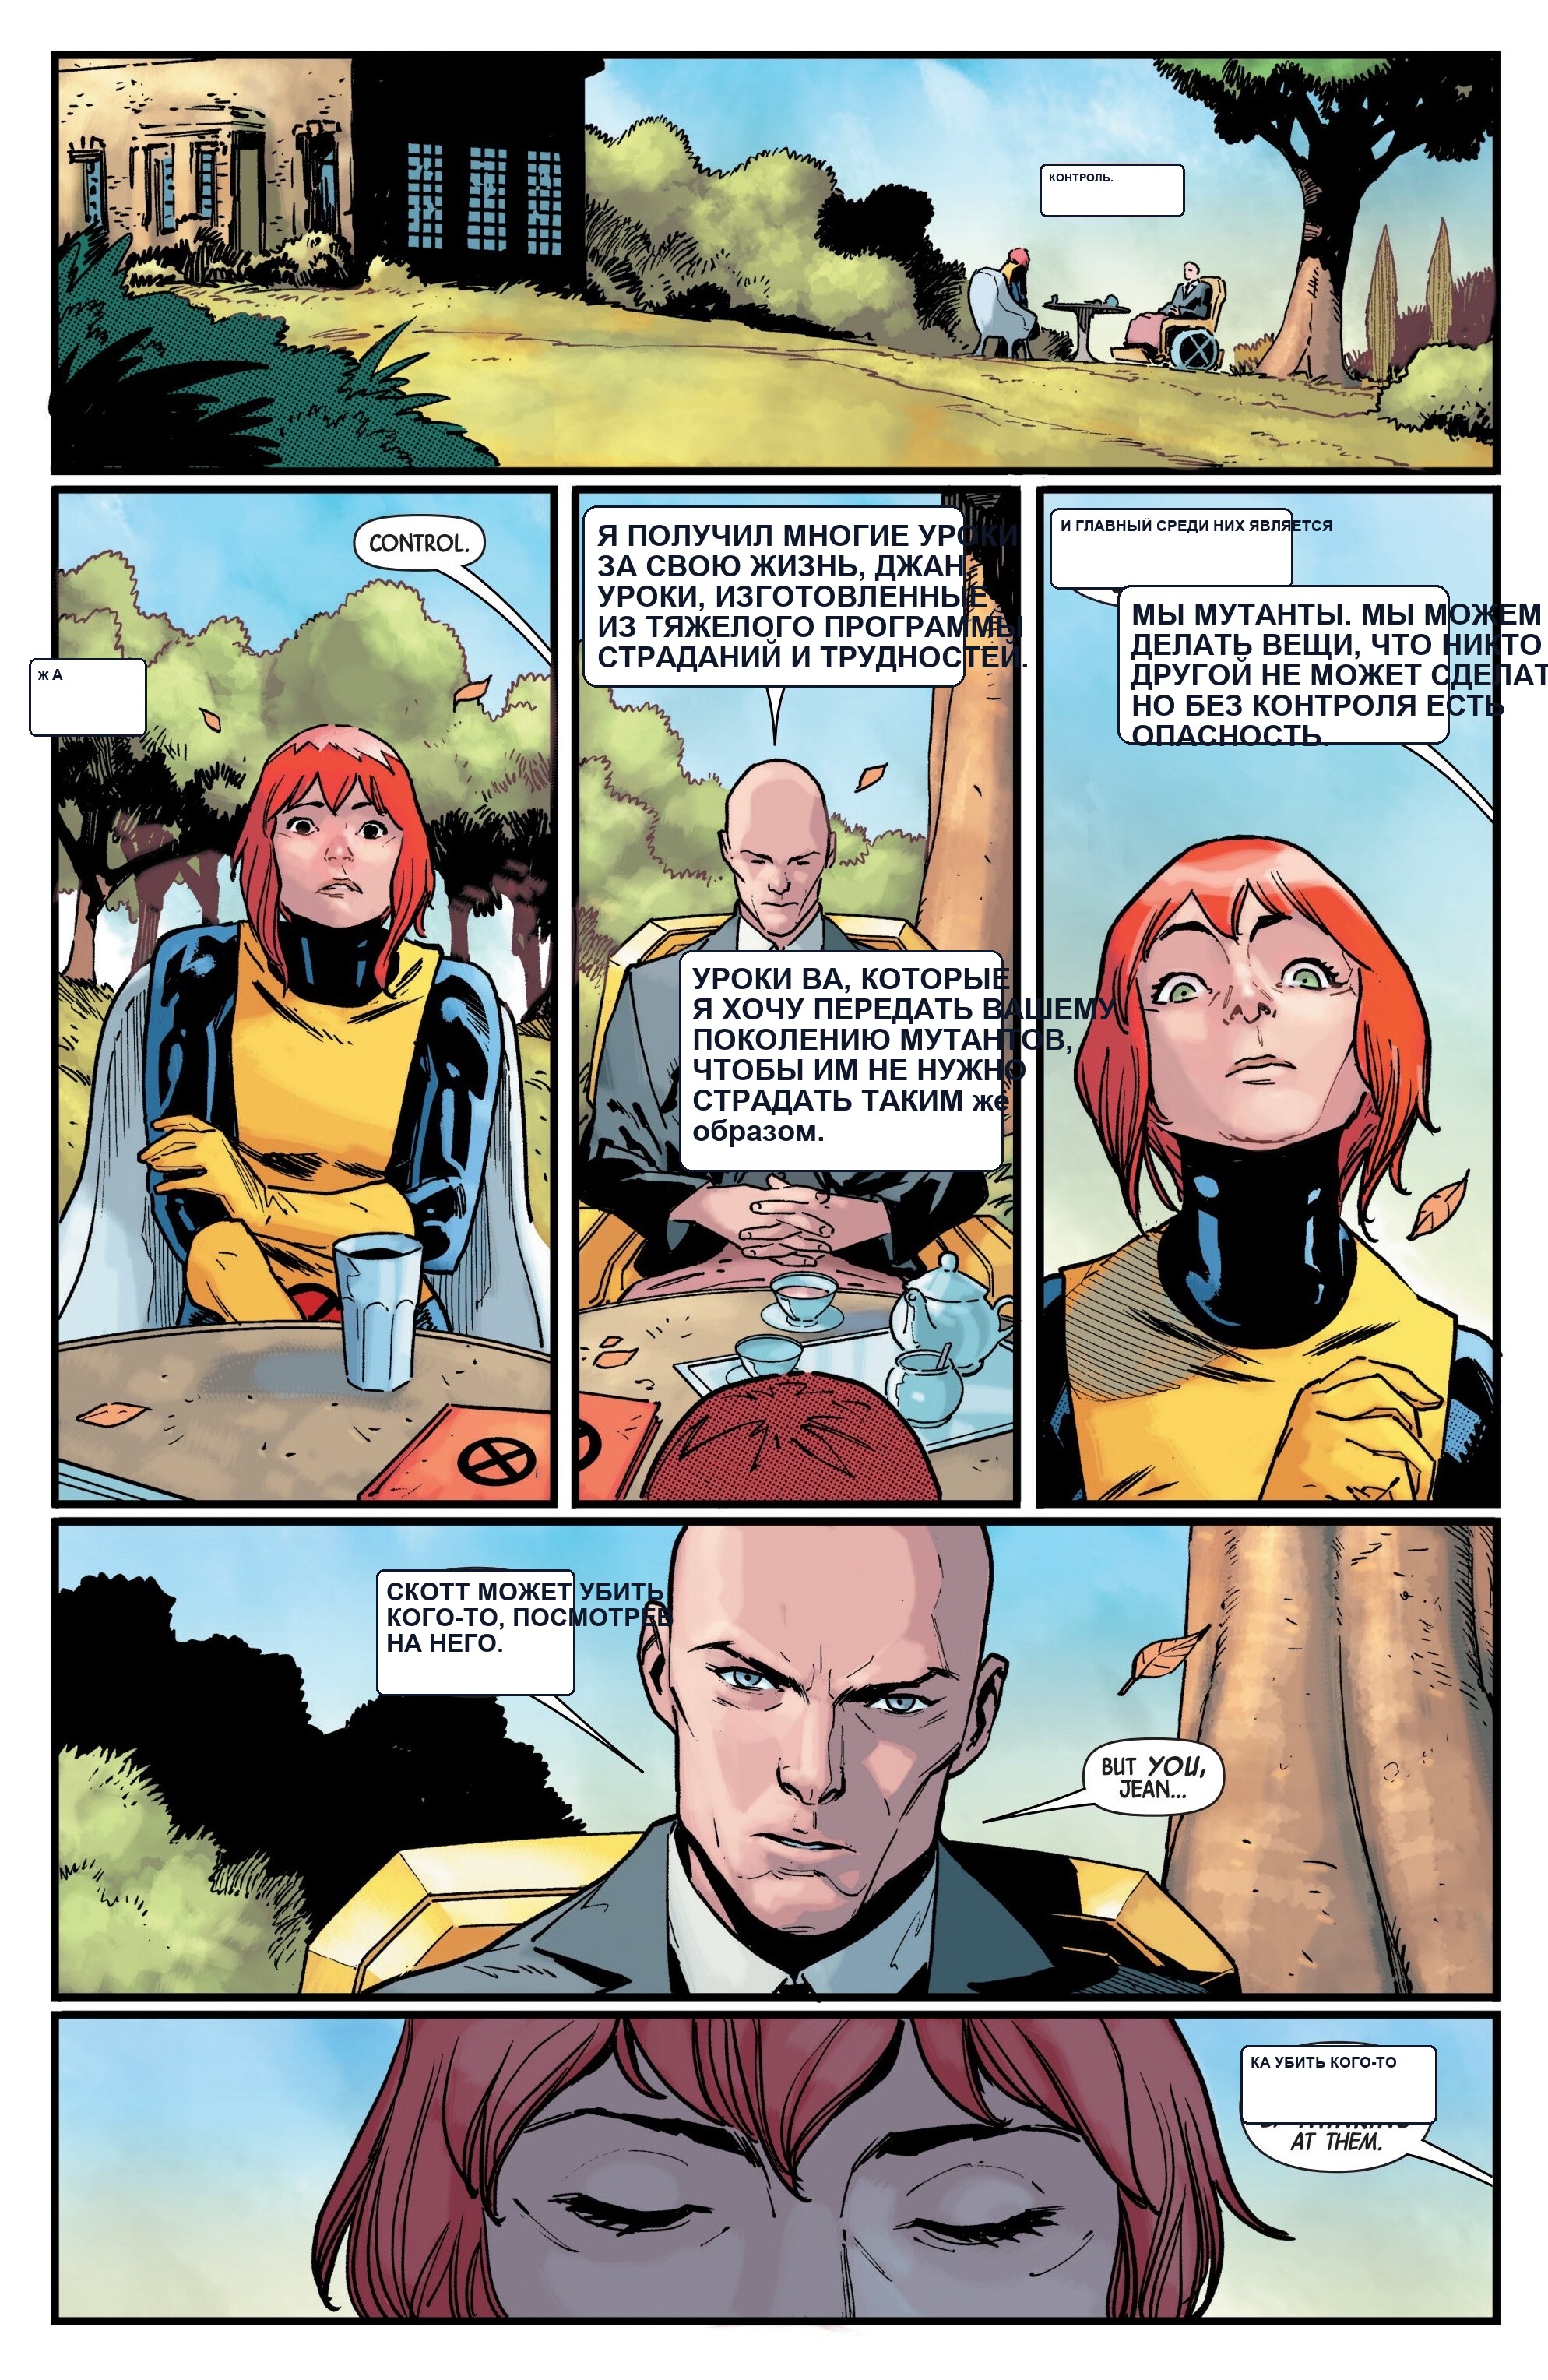 КОНТРОЛЬ.
CONTROL.
Ж А
Я ПОЛУЧИЛ МНОГИЕ УРОКИ
ЗА СВОЮ ЖИЗНЬ, ДЖАН.
УРОКИ, ИЗГОТОВЛЕННЫЕ
ИЗ ТЯЖЕЛОГО ПРОГРАММЫ
СТРАДАНИЙ И ТРУДНОСТЕЙ.
УРОКИ ВА, КОТОРЫЕ
Я ХОЧУ ПЕРЕДАТЬ ВАШЕМУ
ПОКОЛЕНИЮ МУТАНТОВ,
ЧТОБЫ ИМ НЕ НУЖНО
СТРАДАТЬ ТАКИМ же
образом.
И ГЛАВНЫЙ СРЕДИ НИХ ЯВЛЯЕТСЯ
МЫ МУТАНТЫ. МЫ МОЖЕМ
ДЕЛАТЬ ВЕЩИ, ЧТО НИКТО
ДРУГОЙ НЕ МОЖЕТ СДЕЛАТ
НО БЕЗ КОНТРОЛЯ ЕСТЬ
ОПАСНОСТЬ.
СКОТТ МОЖЕТ УБИТЬ
КОГО-ТО, ПОСМОТРЕВ
НА НЕГО.
BUT YOU,
JEAN...
КА УБИТЬ КОГО-ТО
AT THEM.